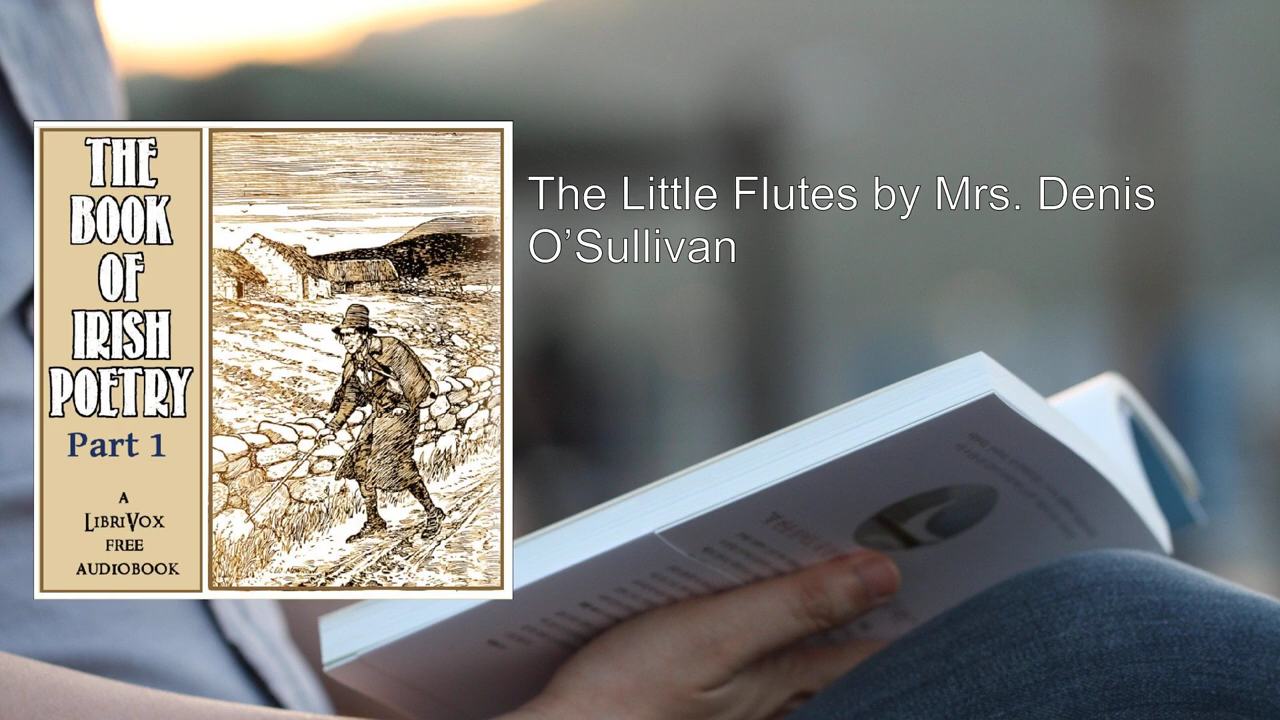 THE
BOOK
OF
IRISH
POETRY
Part 1
A
LIBRIVOX
FREE
AUDIOBOOK
The Little Flutes by Mrs. Denis
O’Sullivan